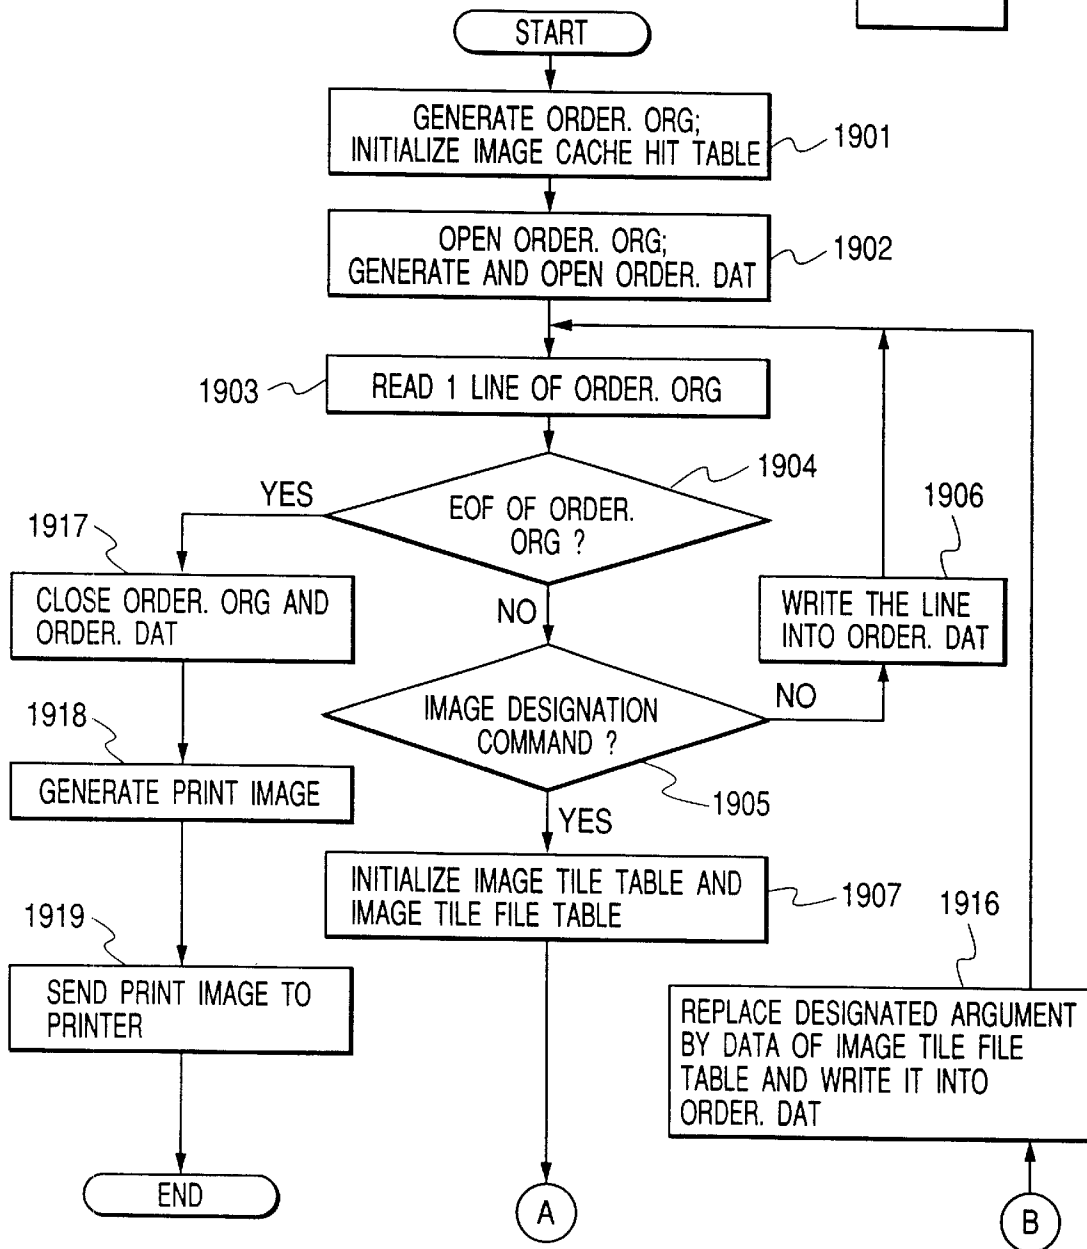 START
GENERATE ORDER. ORG;
INITIALIZE IMAGE CACHE HIT TABLE
1901
OPEN ORDER. ORG;
GENERATE AND OPEN ORDER. DAT
1902
1903
READ 1 LINE OF ORDER. ORG
1904
YES
EOF OF ORDER.
ORG ?
1906
1917
CLOSE ORDER. ORG AND
ORDER. DAT
NO
WRITE THE LINE
INTO ORDER. DAT
IMAGE DESIGNATION
COMMAND ?
NO
1918
1905
GENERATE PRINT IMAGE
YES
INITIALIZE IMAGE TILE TABLE AND
IMAGE TILE FILE TABLE
1907
1916
1919
SEND PRINT IMAGE TO
PRINTER
REPLACE DESIGNATED ARGUMENT
BY DATA OF IMAGE TILE FILE
TABLE AND WRITE IT INTO
ORDER. DAT
END
A
B